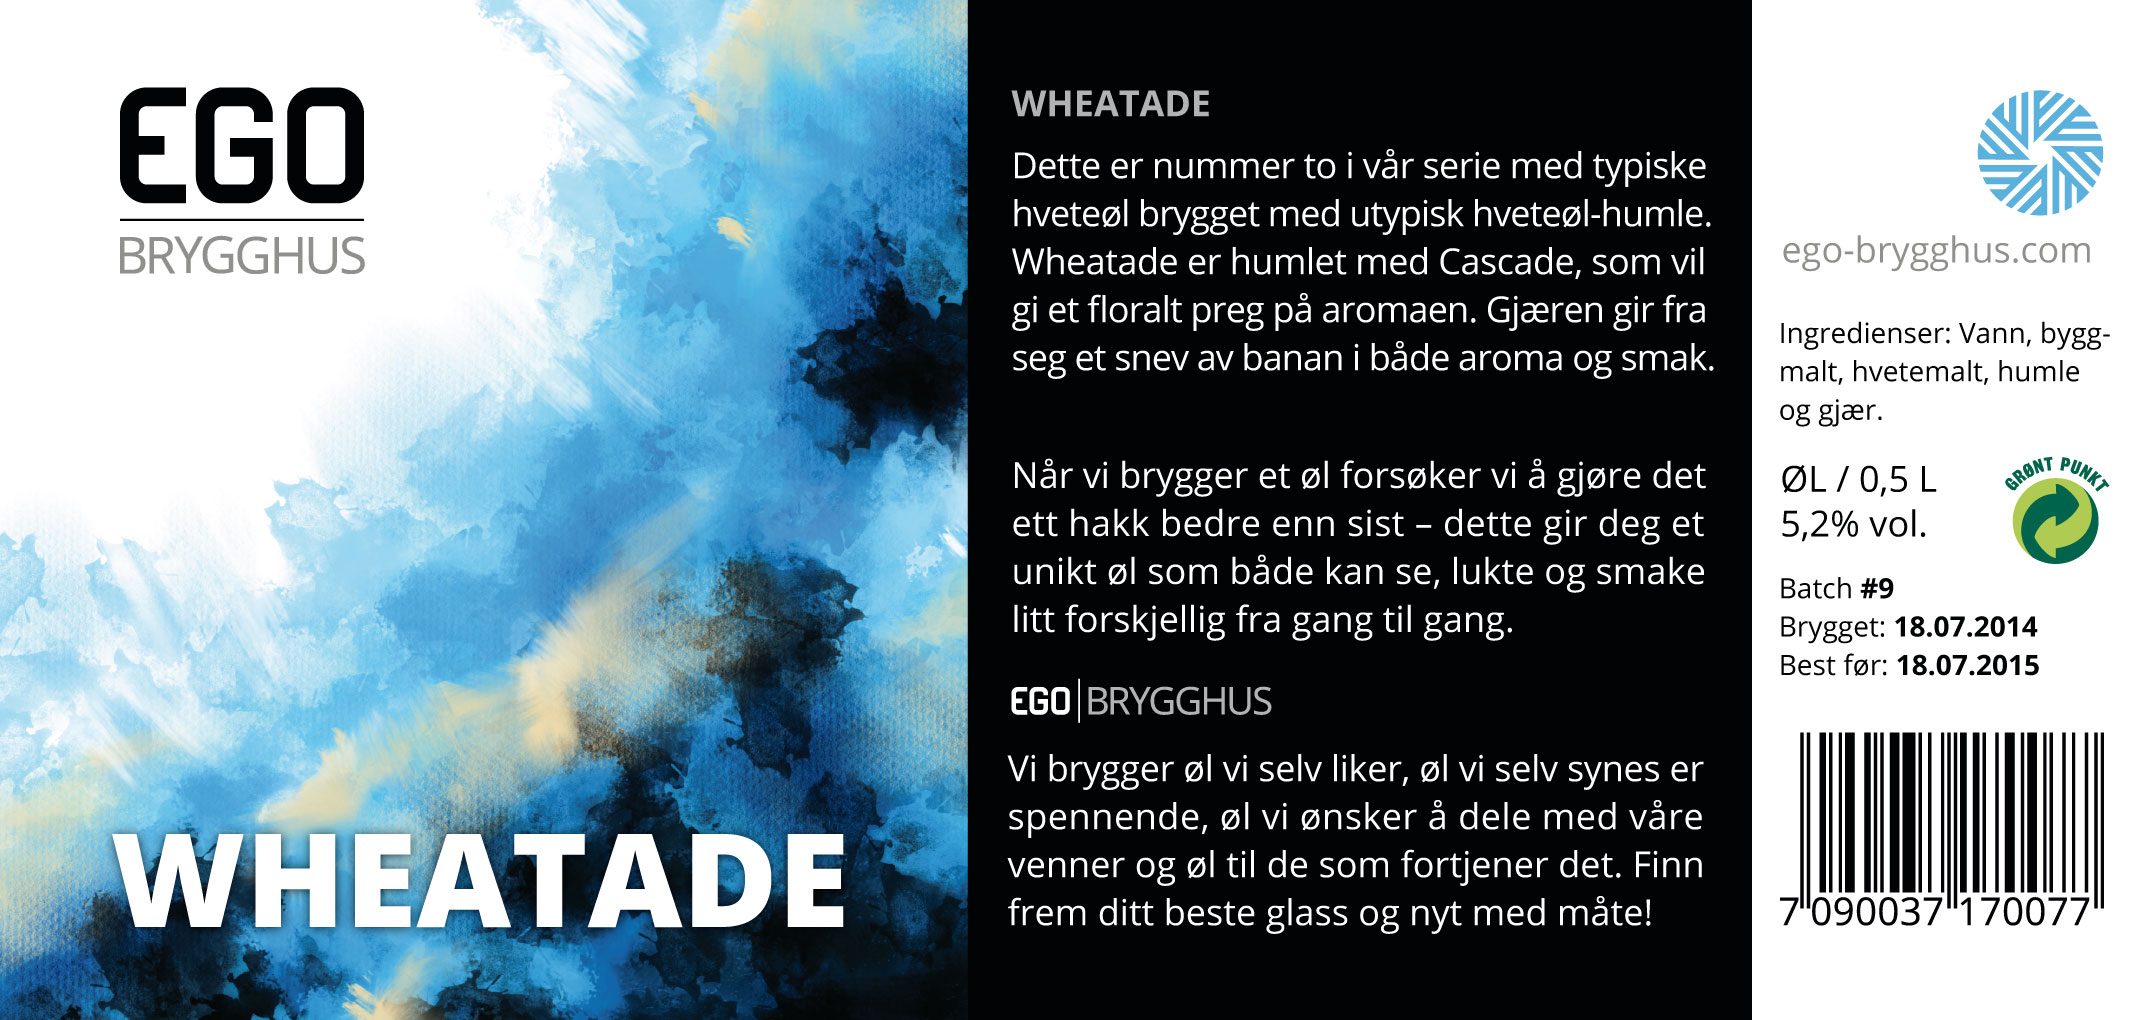 EGO
BRYGGHUS
WHEATADE
WHEATADE
Dette er nummer to i vår serie med typiske
hveteøl brygget med utypisk hveteøl-humle.
Wheatade er humlet med Cascade, som vil
gi et floralt preg på aromaen. Gjæren gir fra
seg et snev av banan i både aroma og smak.
Når vi brygger et øl forsøker vi å gjøre det
ett hakk bedre enn sist – dette gir deg et
unikt øl som både kan se, lukte og smake
litt forskjellig fra gang til gang.
EGO BRYGGHUS
Vi brygger øl vi selv liker, øl vi selv synes er
spennende, øl vi ønsker å dele med våre
venner og øl til de som fortjener det. Finn
frem ditt beste glass og nyt med måte!
ego-brygghus.com
Ingredienser: Vann, bygg-
malt, hvetemalt, humle
og gjær.
ØL / 0,5 L
5,2% vol.
GRØNT PUNKT
Batch #9
Brygget: 18.07.2014
Best før: 18.07.2015
7 090037 170077